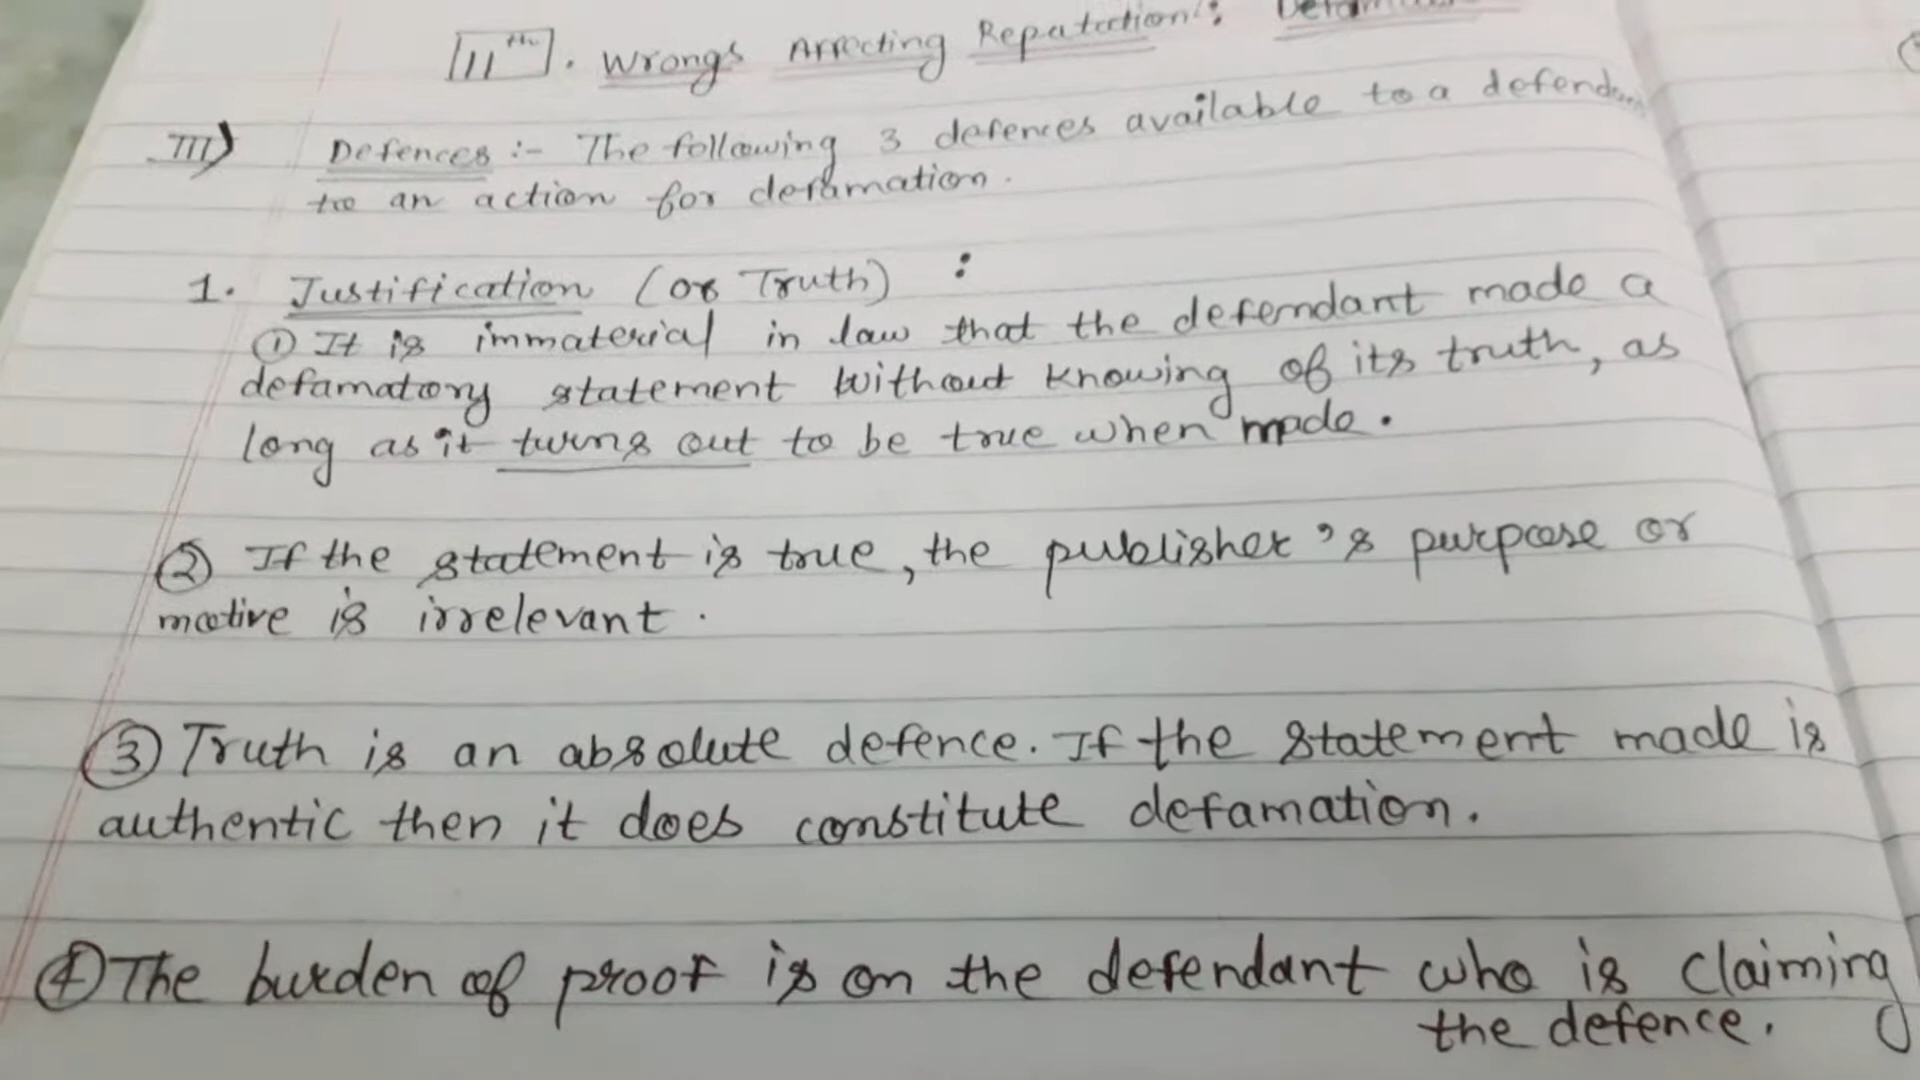 11th. Wrongs Affecting Reputation :
III) Defences :- The following 3 defences available to a defendant
to an action for defamation.
1. Justification (or Truth) :
① It is immaterial in law that the defendant made a
defamatory statement without knowing of its truth, as
long as it turns out to be true when made.
② If the statement is true, the publisher's purpose or
motive is irrelevant.
③ Truth is an absolute defence. If the statement made is
authentic then it does constitute defamation.
④ The burden of proof is on the defendant who is claiming
the defence.